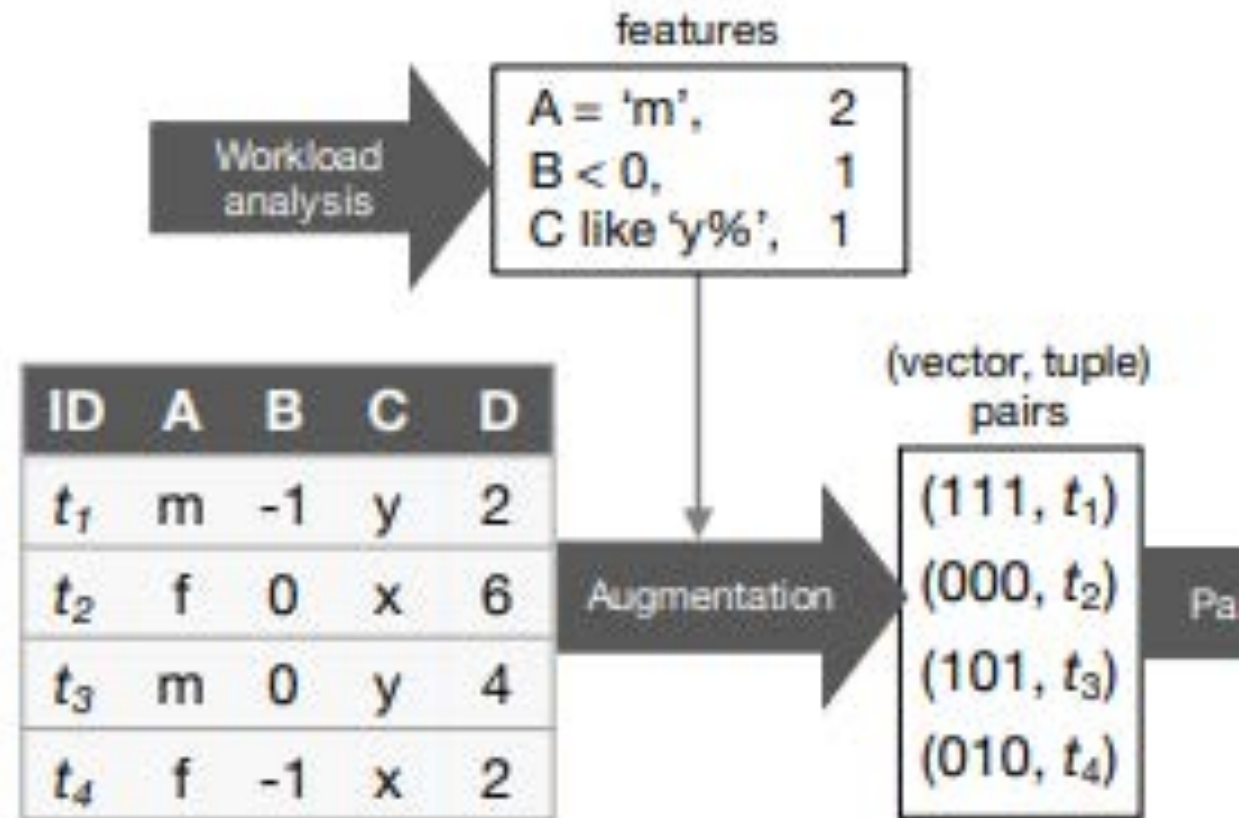 features
Workload
analysis
A = ‘m’, 2
B < 0, 1
C like ‘y%’, 1
(vector, tuple)
pairs
ID A B C D
t1 m -1 y 2
t2 f 0 x 6
t3 m 0 y 4
t4 f -1 x 2
Augmentation
(111, t1)
(000, t2)
(101, t3)
(010, t4)
Pa